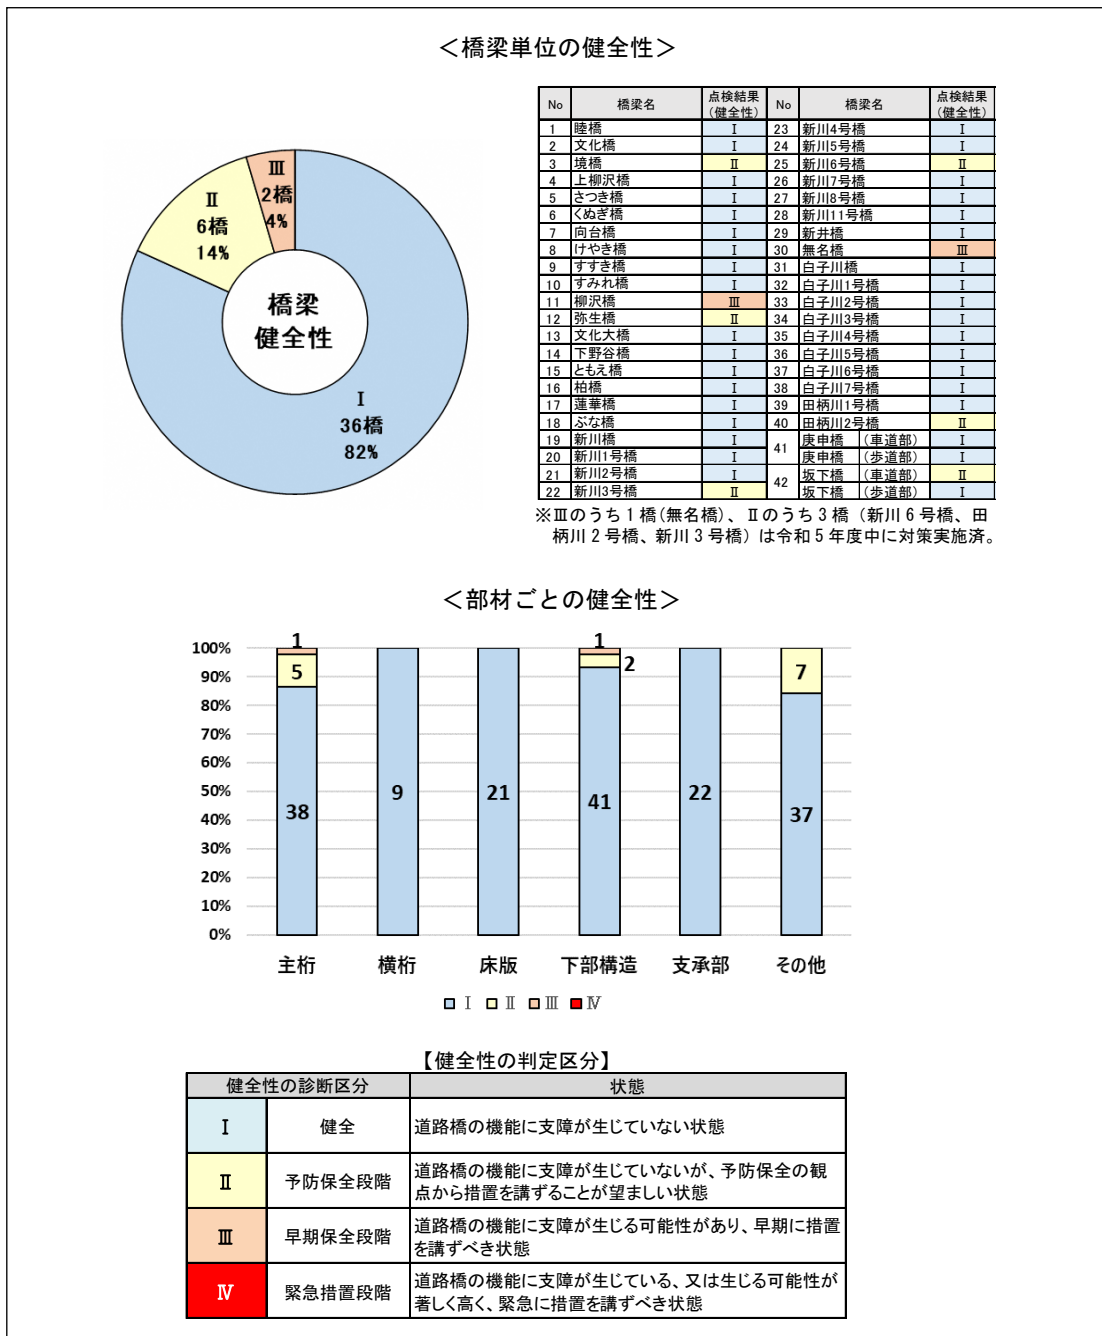 ＜橋梁単位の健全性＞
Ⅲ
2橋
4%
Ⅱ
6橋
14%
橋梁
健全性
Ⅰ
36橋
82%
No 橋梁名 点検結果(健全性) No 橋梁名 点検結果(健全性)
1 睦橋 Ⅰ 23 新川4号橋 Ⅰ
2 文化橋 Ⅰ 24 新川5号橋 Ⅰ
3 境橋 Ⅱ 25 新川6号橋 Ⅱ
4 上柳沢橋 Ⅰ 26 新川7号橋 Ⅰ
5 さつき橋 Ⅰ 27 新川8号橋 Ⅰ
6 くぬぎ橋 Ⅰ 28 新川11号橋 Ⅰ
7 向台橋 Ⅰ 29 新井橋 Ⅰ
8 けやき橋 Ⅰ 30 無名橋 Ⅲ
9 すすき橋 Ⅰ 31 白子川橋 Ⅰ
10 すみれ橋 Ⅰ 32 白子川1号橋 Ⅰ
11 柳沢橋 Ⅲ 33 白子川2号橋 Ⅰ
12 弥生橋 Ⅱ 34 白子川3号橋 Ⅰ
13 文化大橋 Ⅰ 35 白子川4号橋 Ⅰ
14 下野谷橋 Ⅰ 36 白子川5号橋 Ⅰ
15 ともえ橋 Ⅰ 37 白子川6号橋 Ⅰ
16 柏橋 Ⅰ 38 白子川7号橋 Ⅰ
17 蓮華橋 Ⅰ 39 田柄川1号橋 Ⅰ
18 ぶな橋 Ⅰ 40 田柄川2号橋 Ⅱ
19 新川橋 Ⅰ 41 庚申橋 （車道部） Ⅰ
20 新川1号橋 Ⅰ 庚申橋 （歩道部） Ⅰ
21 新川2号橋 Ⅰ 42 坂下橋 （車道部） Ⅱ
22 新川3号橋 Ⅱ 坂下橋 （歩道部） Ⅰ
※Ⅲのうち1橋(無名橋)、Ⅱのうち3橋（新川6号橋、田
柄川2号橋、新川3号橋）は令和5年度中に対策実施済。
＜部材ごとの健全性＞
100%
90%
80%
70%
60%
50%
40%
30%
20%
10%
0%
1
5
38
9
21
1
2
41
22
7
37
主桁 横桁 床版 下部構造 支承部 その他
Ⅰ Ⅱ Ⅲ Ⅳ
【健全性の判定区分】
健全性の診断区分 状態
Ⅰ 健全 道路橋の機能に支障が生じていない状態
Ⅱ 予防保全段階 道路橋の機能に支障が生じていないが、予防保全の観
点から措置を講ずることが望ましい状態
Ⅲ 早期保全段階 道路橋の機能に支障が生じる可能性があり、早期に措置
を講ずべき状態
Ⅳ 緊急措置段階 道路橋の機能に支障が生じている、又は生じる可能性が
著しく高く、緊急に措置を講ずべき状態